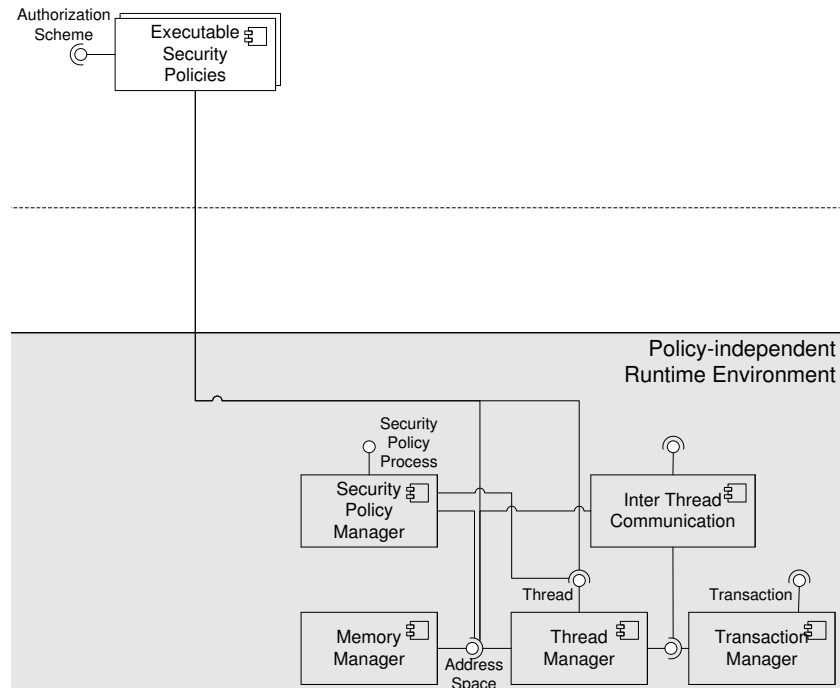 Authorization
Scheme
Executable
Security
Policies
Policy-independent
Runtime Environment
Security
Policy
Process
Security
Policy
Manager
Inter Thread
Communication
Thread
Transaction
Memory
Manager
Address
Space
Thread
Manager
Transaction
Manager